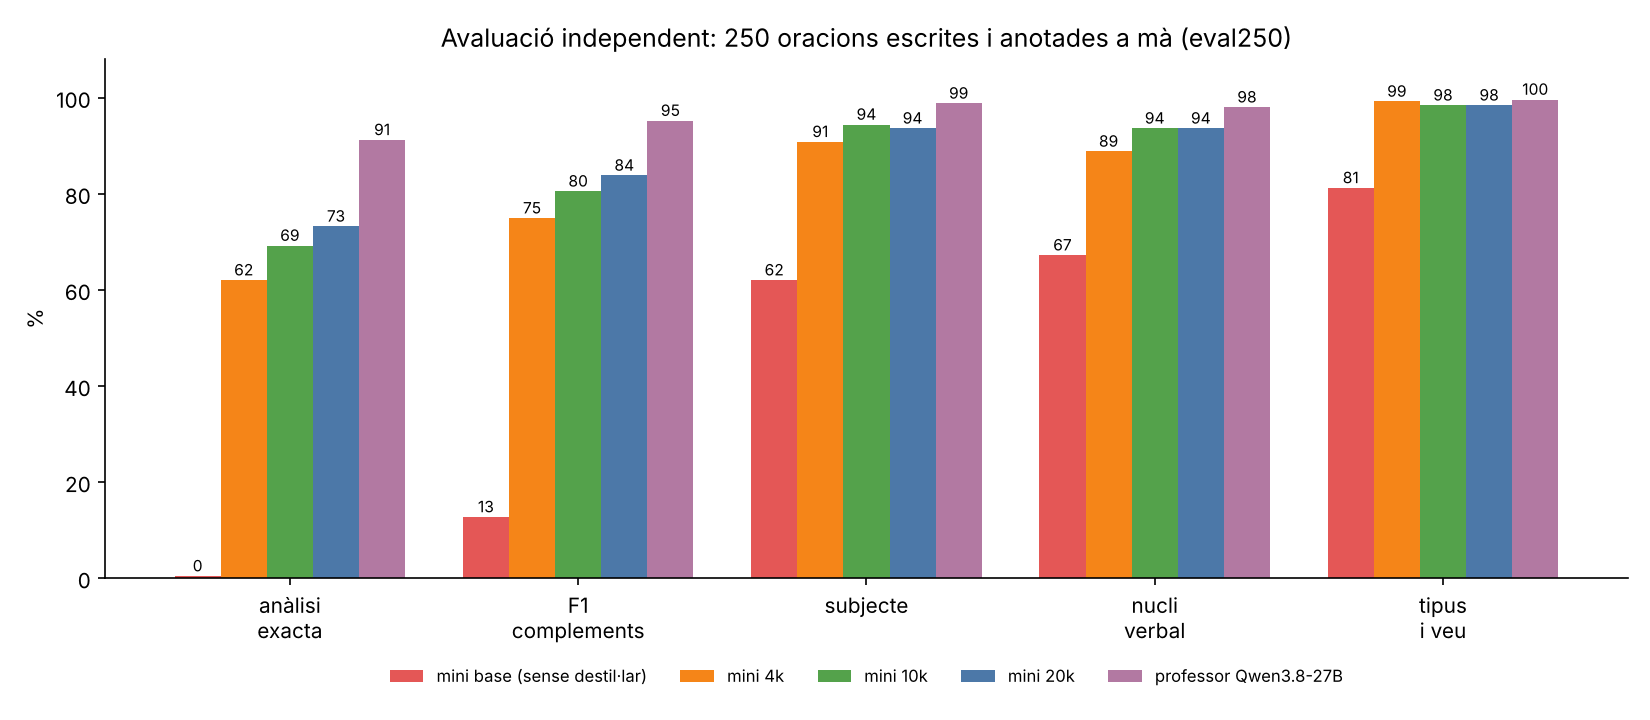 Avaluació independent: 250 oracions escrites i anotades a mà (eval250)
%
100
80
60
40
20
0
0
62
69
73
91
13
75
80
84
95
62
91
94
94
99
67
89
94
94
98
81
99
98
98
100
anàlisi
exacta
F1
complements
subjecte
nucli
verbal
tipus
i veu
mini base (sense destil·lar)
mini 4k
mini 10k
mini 20k
professor Qwen3.8-27B